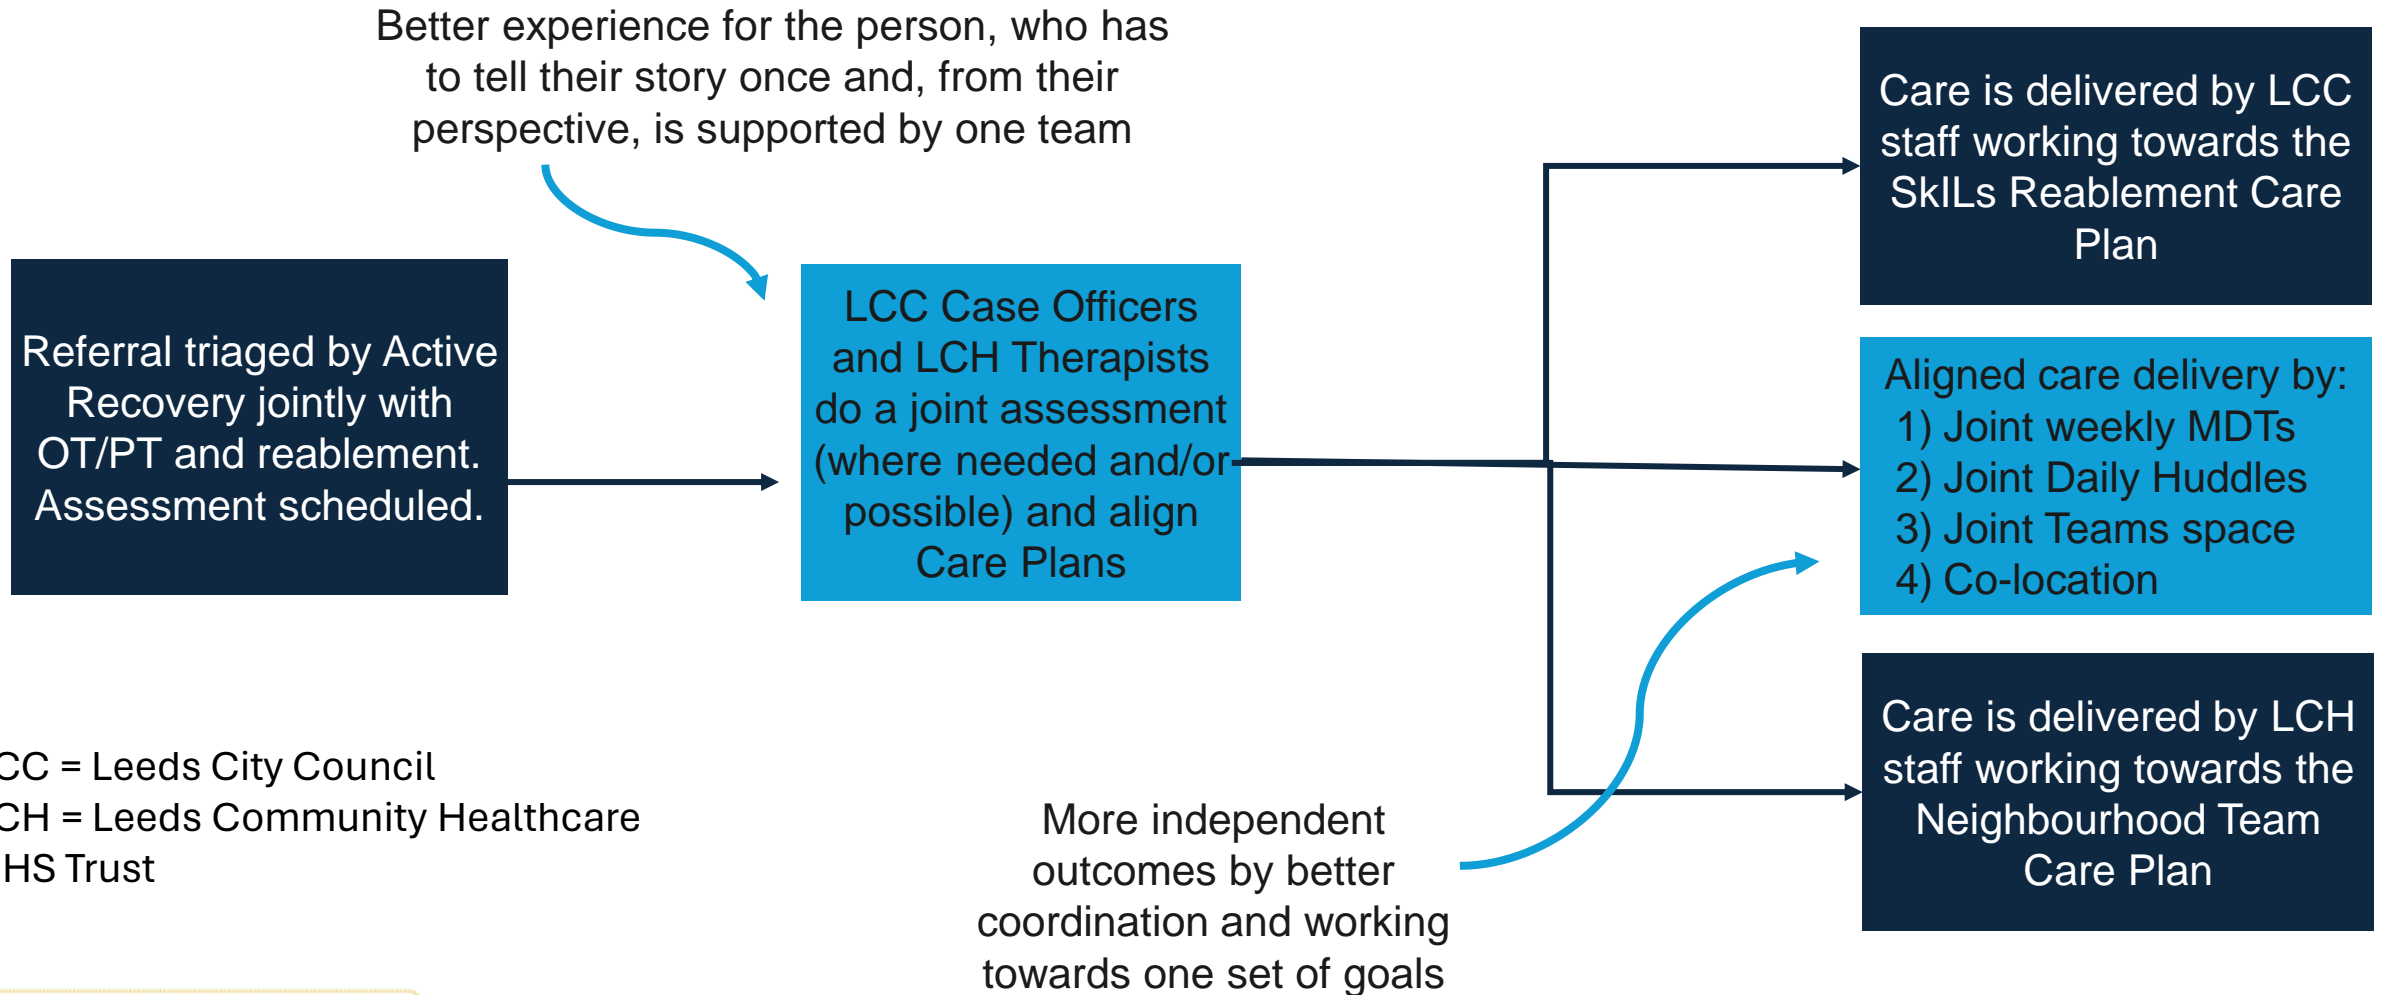 Better experience for the person, who has
to tell their story once and, from their
perspective, is supported by one team
Referral triaged by Active
Recovery jointly with
OT/PT and reablement.
Assessment scheduled.
LCC Case Officers
and LCH Therapists
do a joint assessment
(where needed and/or
possible) and align
Care Plans
Care is delivered by LCC
staff working towards the
SkILs Reablement Care
Plan
Aligned care delivery by:
1) Joint weekly MDTs
2) Joint Daily Huddles
3) Joint Teams space
4) Co-location
Care is delivered by LCH
staff working towards the
Neighbourhood Team
Care Plan
More independent
outcomes by better
coordination and working
towards one set of goals
CC = Leeds City Council
CH = Leeds Community Healthcare
HS Trust